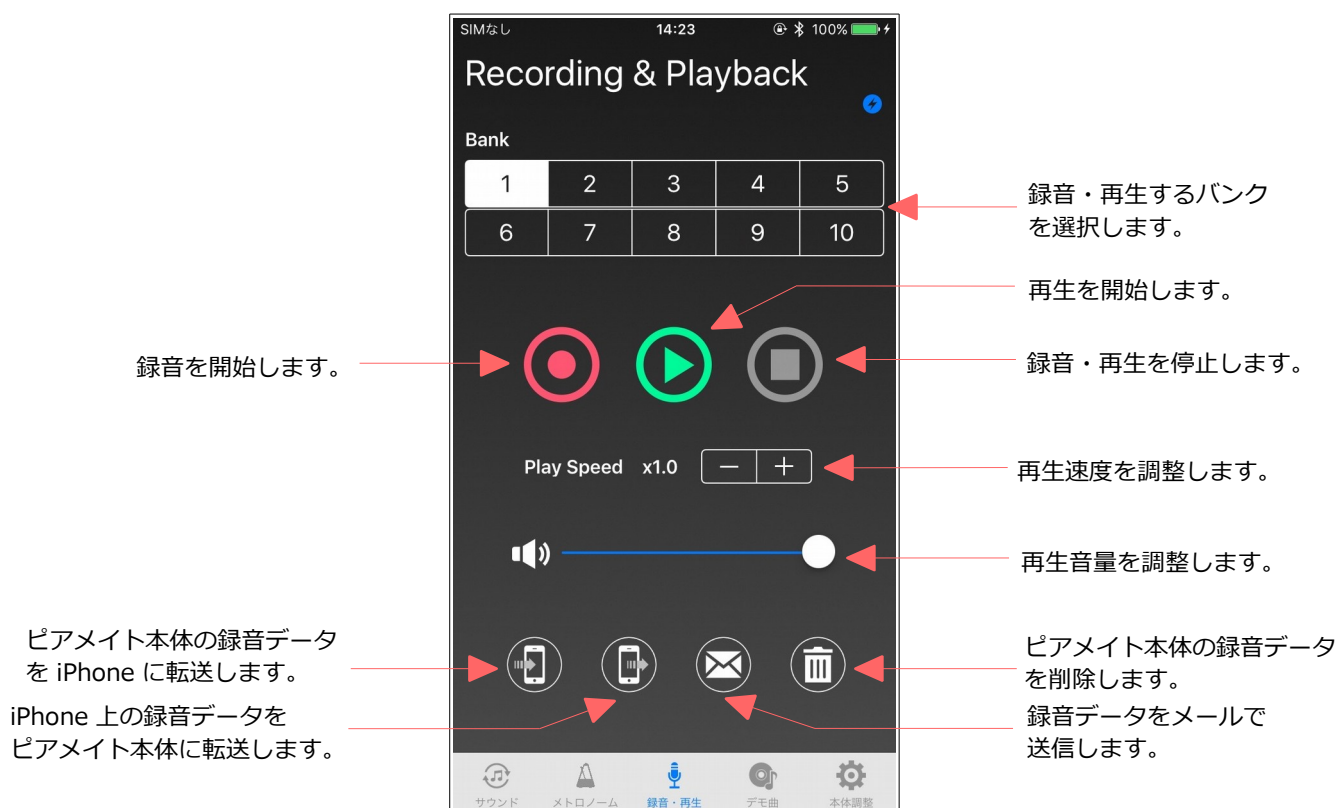 SIMなし 14:23 100%
Recording & Playback
Bank
1 2 3 4 5
6 7 8 9 10
録音・再生するバンク
を選択します。
再生を開始します。
録音を開始します。
録音・再生を停止します。
Play Speed x1.0 − +
再生速度を調整します。
再生音量を調整します。
ピアメイト本体の録音データ
を iPhone に転送します。
iPhone 上の録音データを
ピアメイト本体に転送します。
ピアメイト本体の録音データ
を削除します。
録音データをメールで
送信します。
サウンド メトロノーム 録音・再生 デモ曲 本体調整